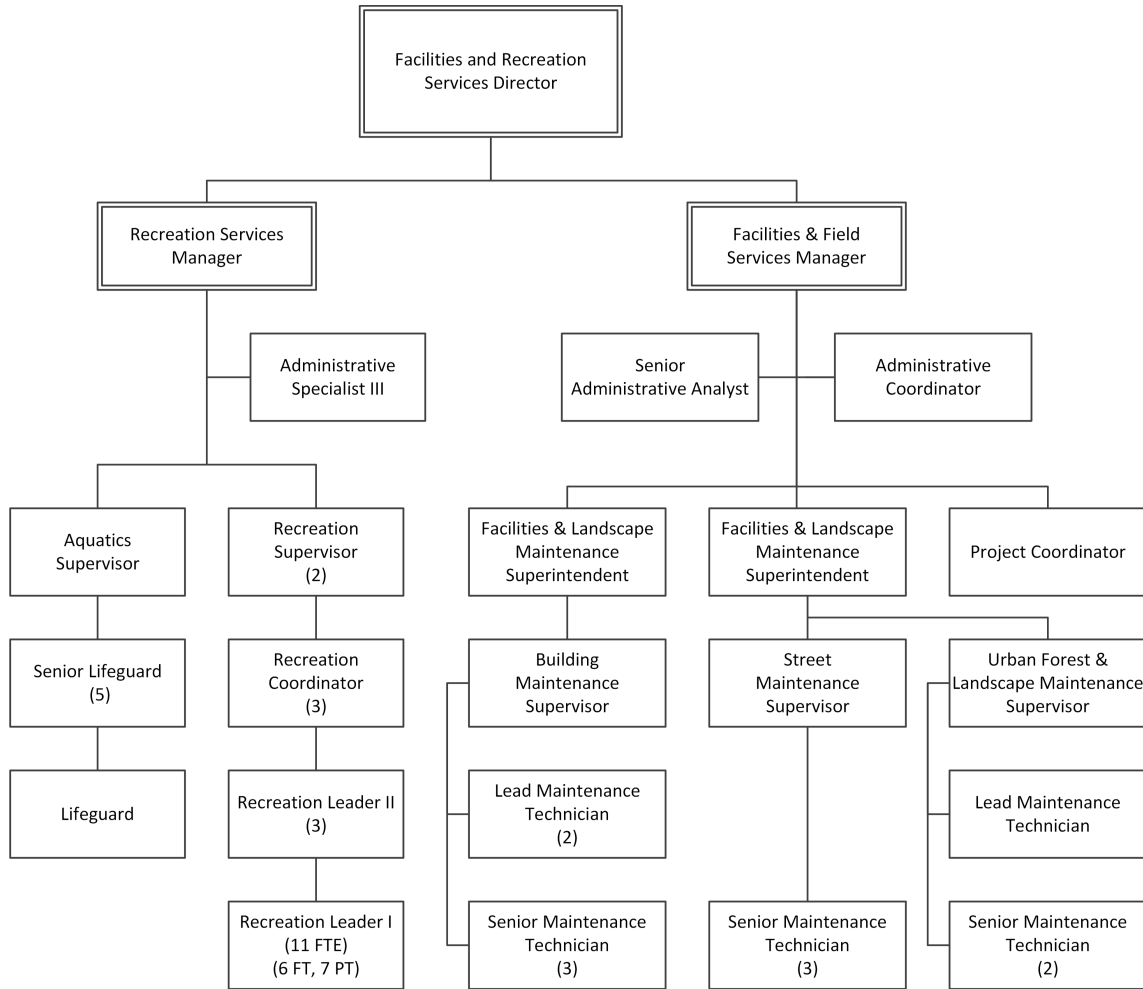 Facilities and Recreation
Services Director
Recreation Services
Manager
Facilities & Field
Services Manager
Administrative
Specialist III
Senior
Administrative Analyst
Administrative
Coordinator
Aquatics
Supervisor
Recreation
Supervisor
(2)
Facilities & Landscape
Maintenance
Superintendent
Facilities & Landscape
Maintenance
Superintendent
Project Coordinator
Senior Lifeguard
(5)
Recreation
Coordinator
(3)
Building
Maintenance
Supervisor
Street
Maintenance
Supervisor
Urban Forest &
Landscape Maintenance
Supervisor
Lifeguard
Recreation Leader II
(3)
Lead Maintenance
Technician
(2)
Lead Maintenance
Technician
Recreation Leader I
(11 FTE)
(6 FT, 7 PT)
Senior Maintenance
Technician
(3)
Senior Maintenance
Technician
(3)
Senior Maintenance
Technician
(2)